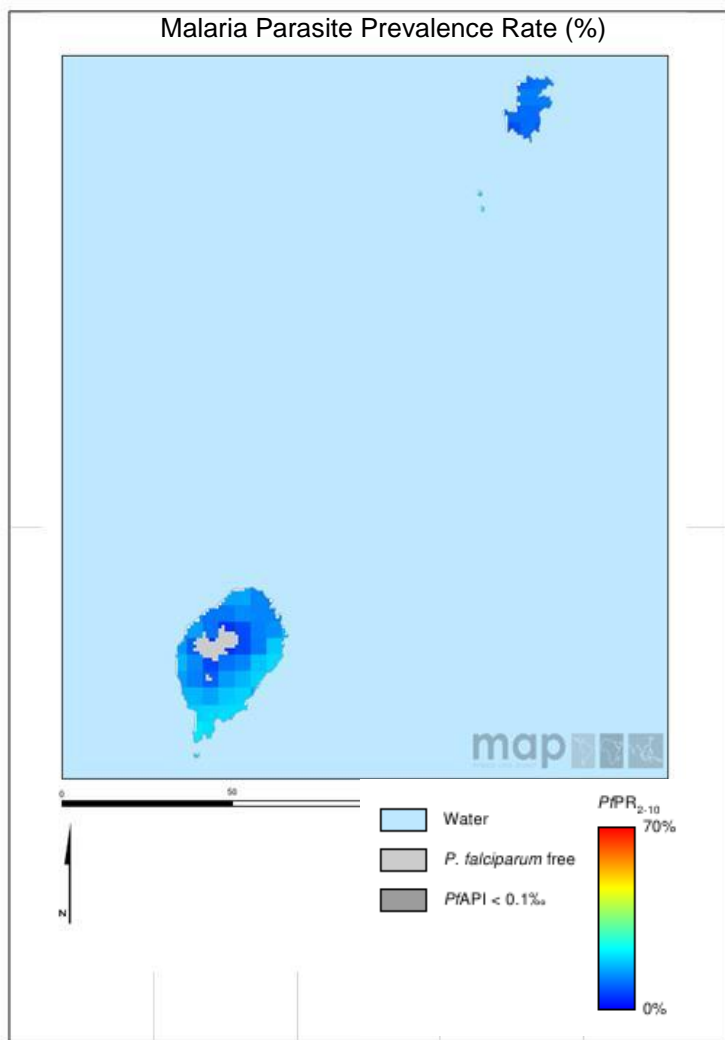 Malaria Parasite Prevalence Rate (%)
map
0 50
Water
P. falciparum free
PfAPI < 0.1‰
PfPR2-10
70%
0%
N